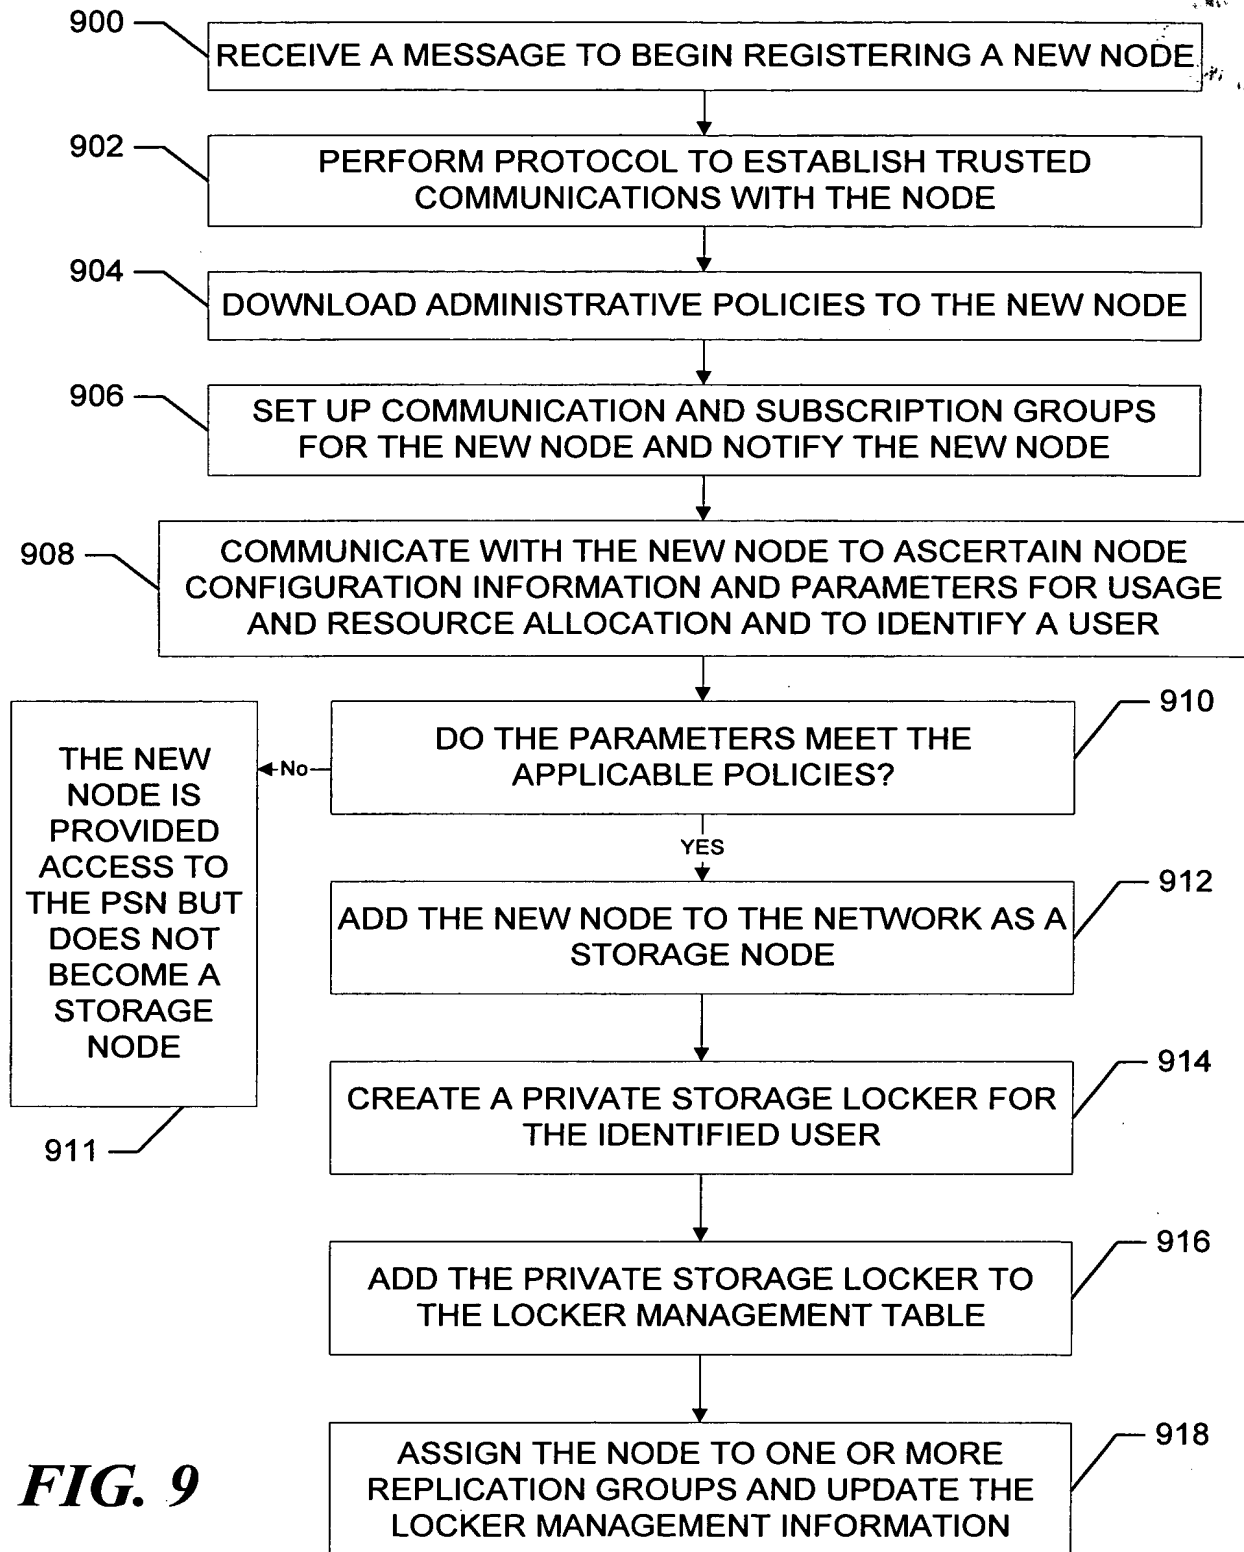 900
RECEIVE A MESSAGE TO BEGIN REGISTERING A NEW NODE
902
PERFORM PROTOCOL TO ESTABLISH TRUSTED
COMMUNICATIONS WITH THE NODE
904
DOWNLOAD ADMINISTRATIVE POLICIES TO THE NEW NODE
906
SET UP COMMUNICATION AND SUBSCRIPTION GROUPS
FOR THE NEW NODE AND NOTIFY THE NEW NODE
908
COMMUNICATE WITH THE NEW NODE TO ASCERTAIN NODE
CONFIGURATION INFORMATION AND PARAMETERS FOR USAGE
AND RESOURCE ALLOCATION AND TO IDENTIFY A USER
910
DO THE PARAMETERS MEET THE
APPLICABLE POLICIES?
No
THE NEW
NODE IS
PROVIDED
ACCESS TO
THE PSN BUT
DOES NOT
BECOME A
STORAGE
NODE
911
YES
912
ADD THE NEW NODE TO THE NETWORK AS A
STORAGE NODE
914
CREATE A PRIVATE STORAGE LOCKER FOR
THE IDENTIFIED USER
916
ADD THE PRIVATE STORAGE LOCKER TO
THE LOCKER MANAGEMENT TABLE
918
ASSIGN THE NODE TO ONE OR MORE
REPLICATION GROUPS AND UPDATE THE
LOCKER MANAGEMENT INFORMATION
FIG. 9